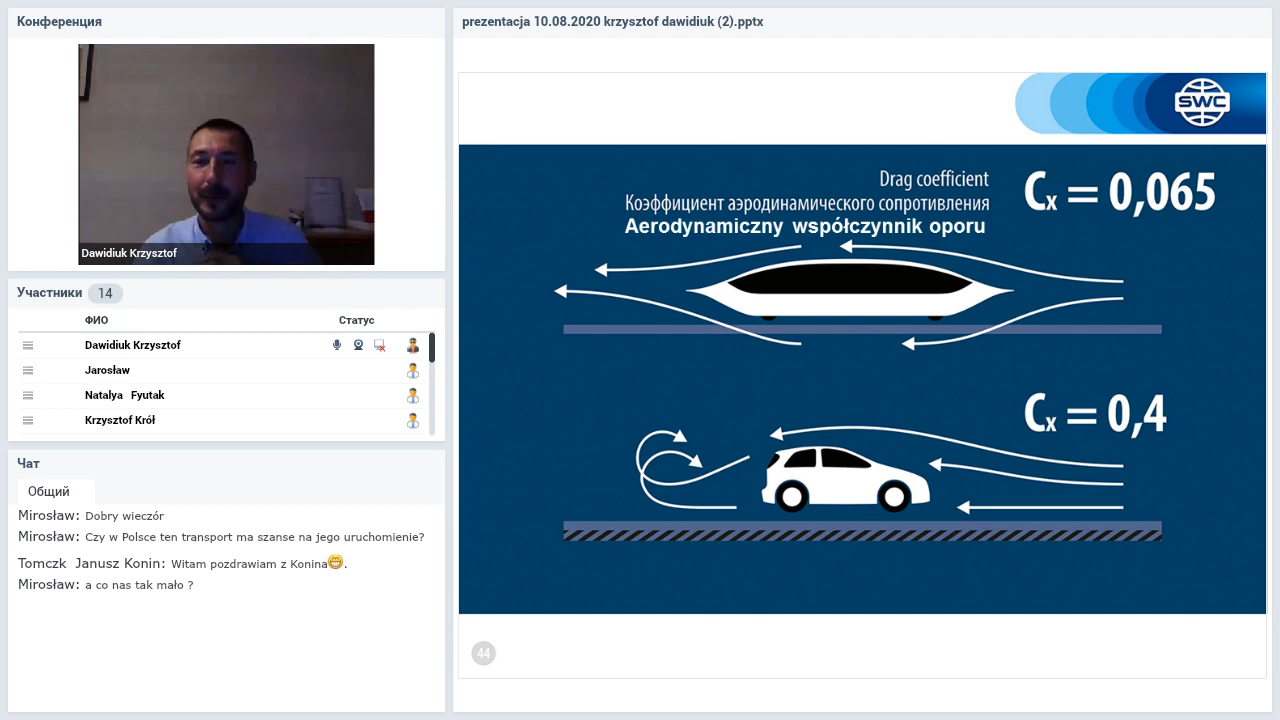 Конференция
Dawidiuk Krzysztof
Участники 14
ФИО Статус
Dawidiuk Krzysztof
Jarosław
Natalya Fyutak
Krzysztof Król
Чат
Общий
Mirosław: Dobry wieczór
Mirosław: Czy w Polsce ten transport ma szanse na jego uruchomienie?
Tomczk Janusz Konin: Witam pozdrawiam z Konina😁.
Mirosław: a co nas tak mało ?
prezentacja 10.08.2020 krzysztof dawidiuk (2).pptx
SWC
Drag coefficient
Коэффициент аэродинамического сопротивления
Aerodynamiczny współczynnik oporu
Cx = 0,065
Cx = 0,4
44